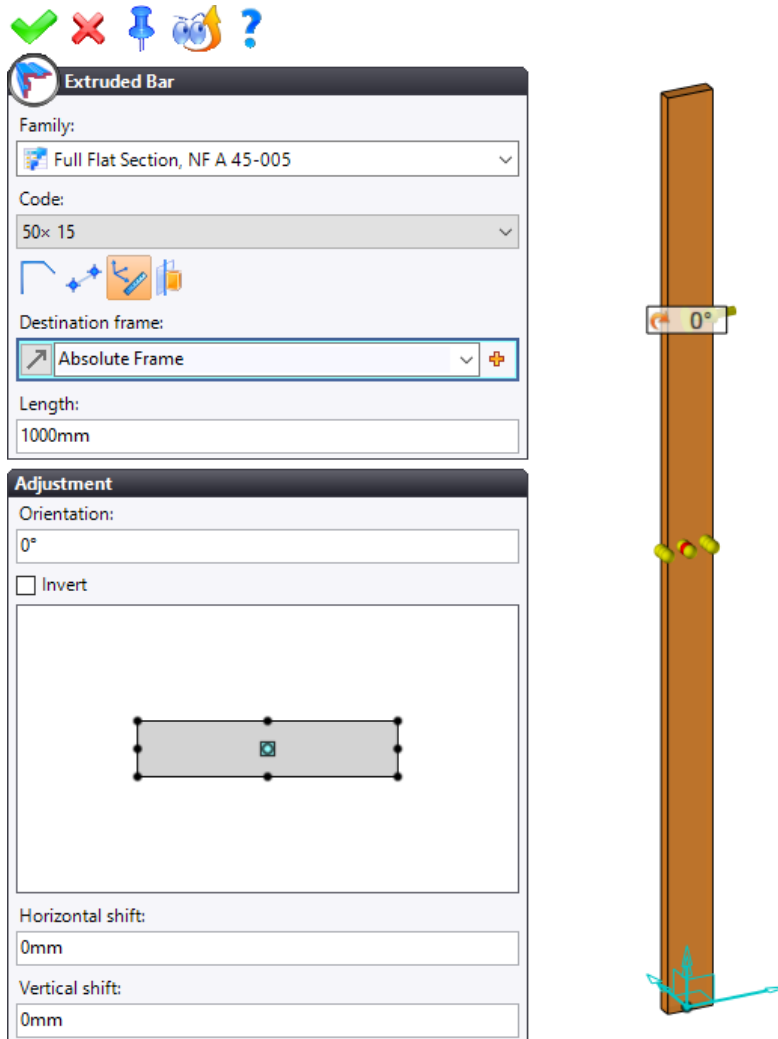 Extruded Bar
Family:
Full Flat Section, NF A 45-005
Code:
50× 15
Destination frame:
Absolute Frame
Length:
1000mm
Adjustment
Orientation:
0°
Invert
Horizontal shift:
0mm
Vertical shift:
0mm
0°